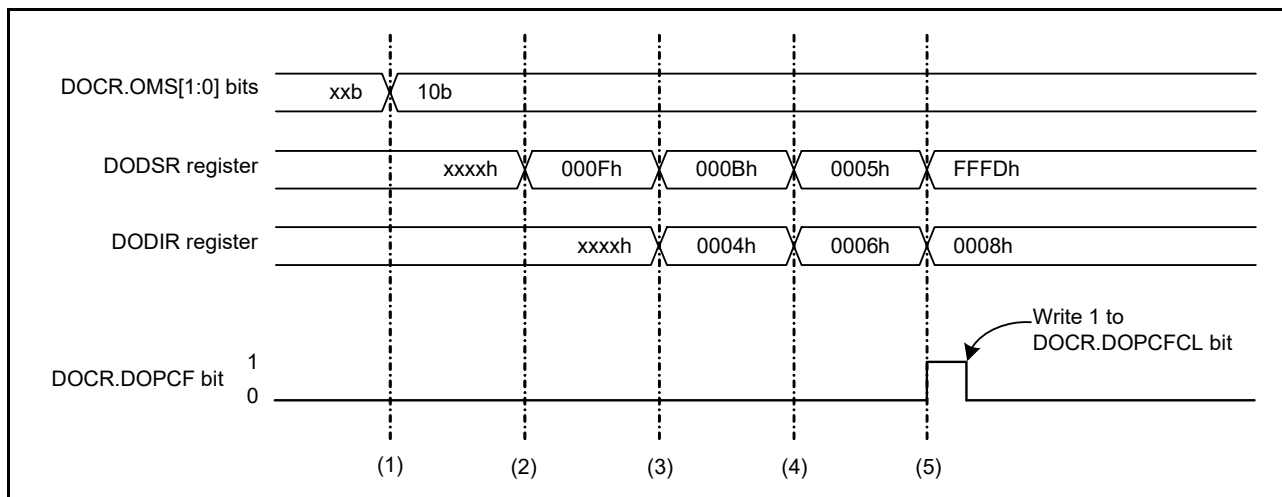 DOCR.OMS[1:0] bits xxb 10b
DODSR register xxxxh 000Fh 000Bh 0005h FFFDh
DODIR register xxxxh 0004h 0006h 0008h
Write 1 to
DOCR.DOPCFCL bit
1
DOCR.DOPCF bit
0
(1) (2) (3) (4) (5)